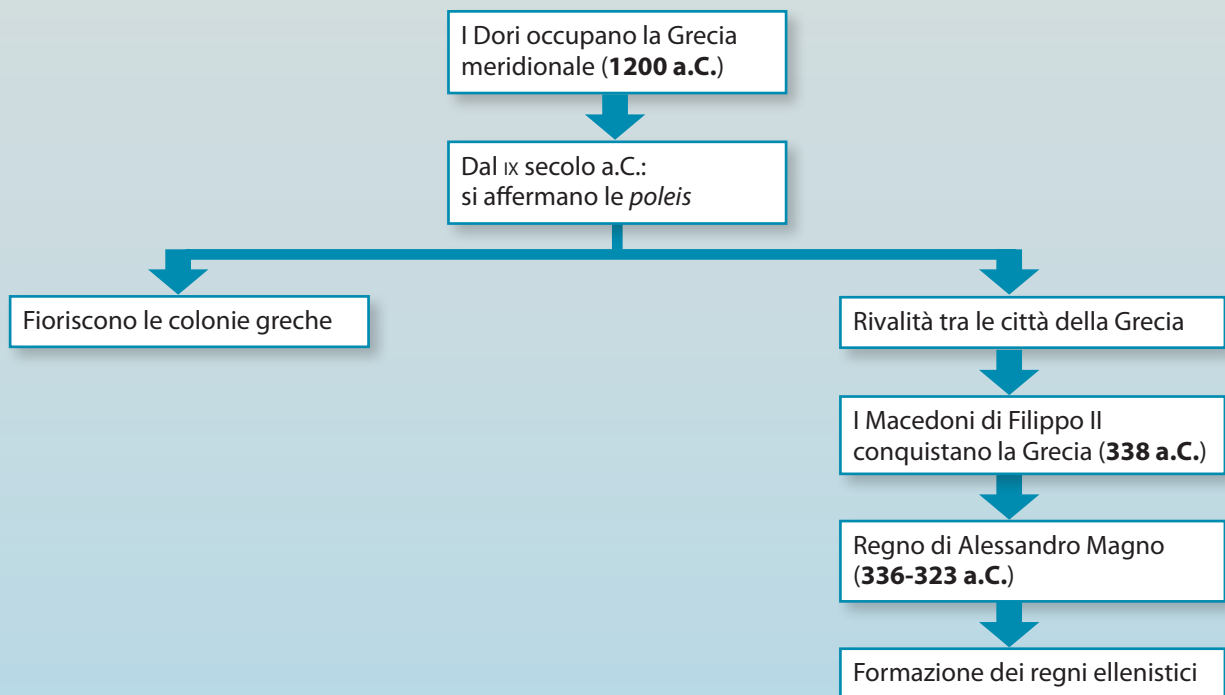 I Dori occupano la Grecia
meridionale (1200 a.C.)
Dal IX secolo a.C.:
si affermano le poleis
Fioriscono le colonie greche
Rivalità tra le città della Grecia
I Macedoni di Filippo II
conquistano la Grecia (338 a.C.)
Regno di Alessandro Magno
(336-323 a.C.)
Formazione dei regni ellenistici